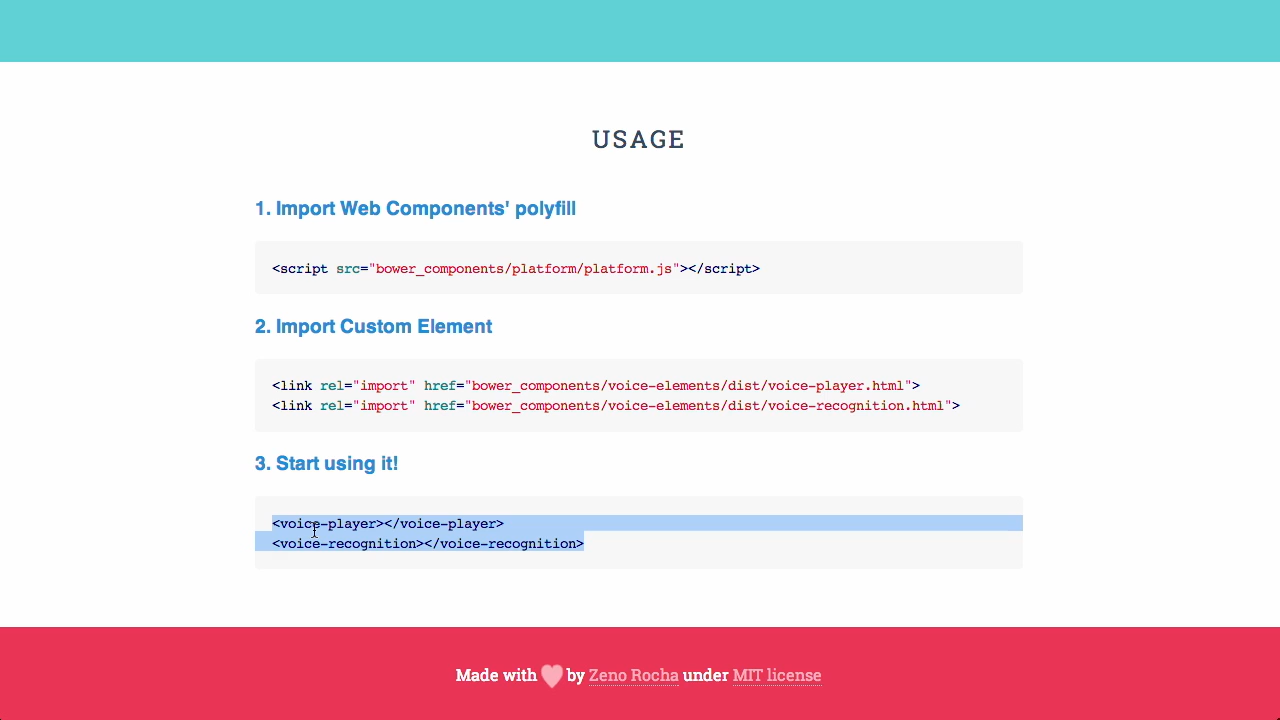 USAGE
1. Import Web Components' polyfill
<script src="bower_components/platform/platform.js"></script>
2. Import Custom Element
<link rel="import" href="bower_components/voice-elements/dist/voice-player.html">
<link rel="import" href="bower_components/voice-elements/dist/voice-recognition.html">
3. Start using it!
<voice-player></voice-player>
<voice-recognition></voice-recognition>
Made with by Zeno Rocha under MIT license